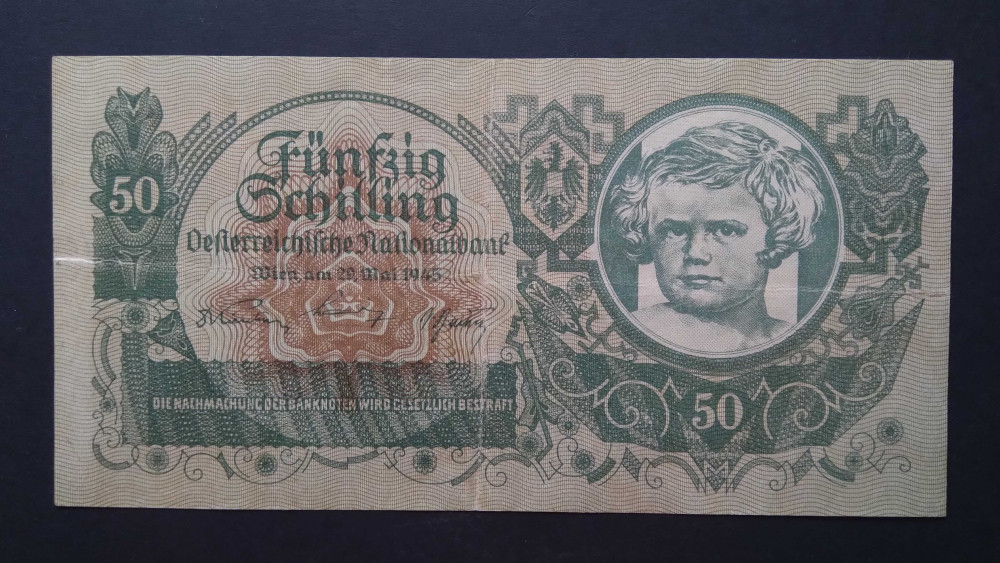 50
Fünfzig
Schilling
Oesterreichische Nationalbank
Wien, am 29. Mai 1945
DIE NACHMACHUNG DER BANKNOTEN WIRD GESETZLICH BESTRAFT
50